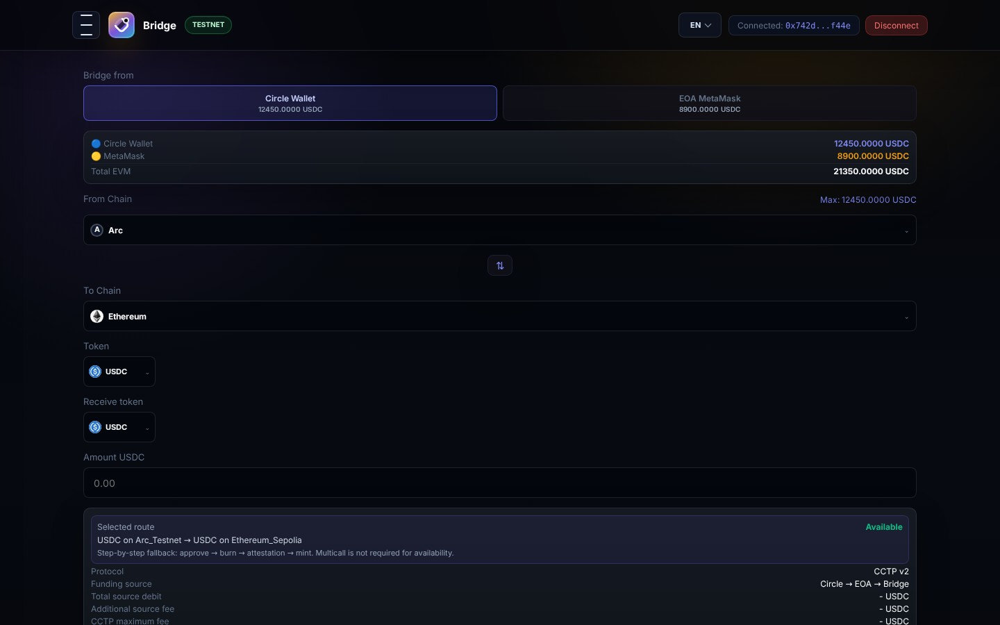 Bridge
TESTNET
EN
Connected: 0x742d...f44e
Disconnect
Bridge from
Circle Wallet
12450.0000 USDC
EOA MetaMask
8900.0000 USDC
Circle Wallet 12450.0000 USDC
MetaMask 8900.0000 USDC
Total EVM 21350.0000 USDC
From Chain Max: 12450.0000 USDC
A Arc
⇅
To Chain
Ethereum
Token
USDC
Receive token
USDC
Amount USDC
0.00
Selected route Available
USDC on Arc_Testnet → USDC on Ethereum_Sepolia
Step-by-step fallback: approve → burn → attestation → mint. Multicall is not required for availability.
Protocol CCTP v2
Funding source Circle → EOA → Bridge
Total source debit - USDC
Additional source fee - USDC
CCTP maximum fee - USDC